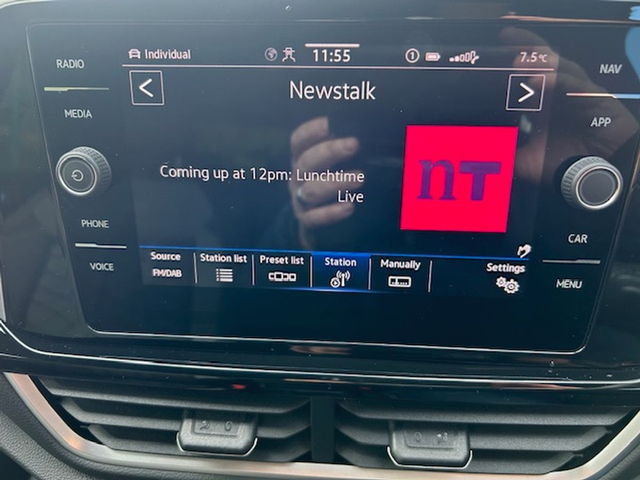 RADIO
MEDIA
PHONE
VOICE
Individual
11:55
1
7.5°C
Newstalk
Coming up at 12pm: Lunchtime
Live
nT
Source
FM/DAB
Station list
Preset list
Station
Manually
Settings
NAV
APP
CAR
MENU